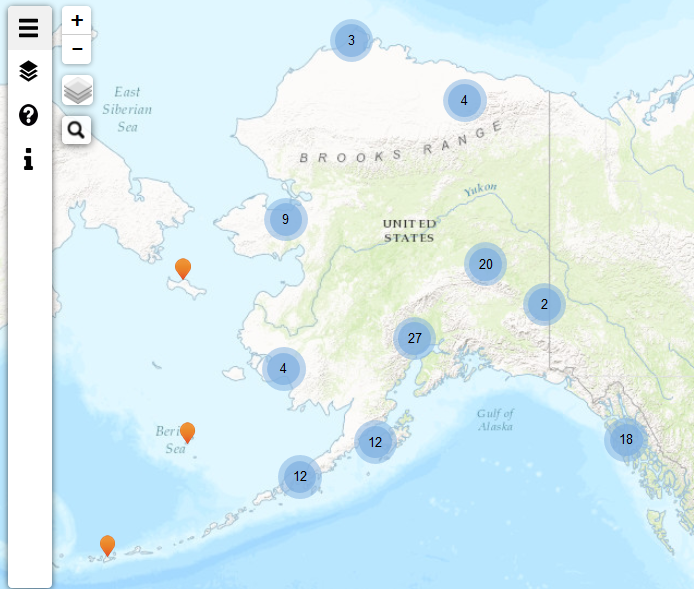 +
−
3
East
Siberian
Sea
4
BROOKS RANGE
Yukon
9
UNITED
STATES
20
2
27
4
Gulf of
Alaska
Bering
Sea
12
18
12